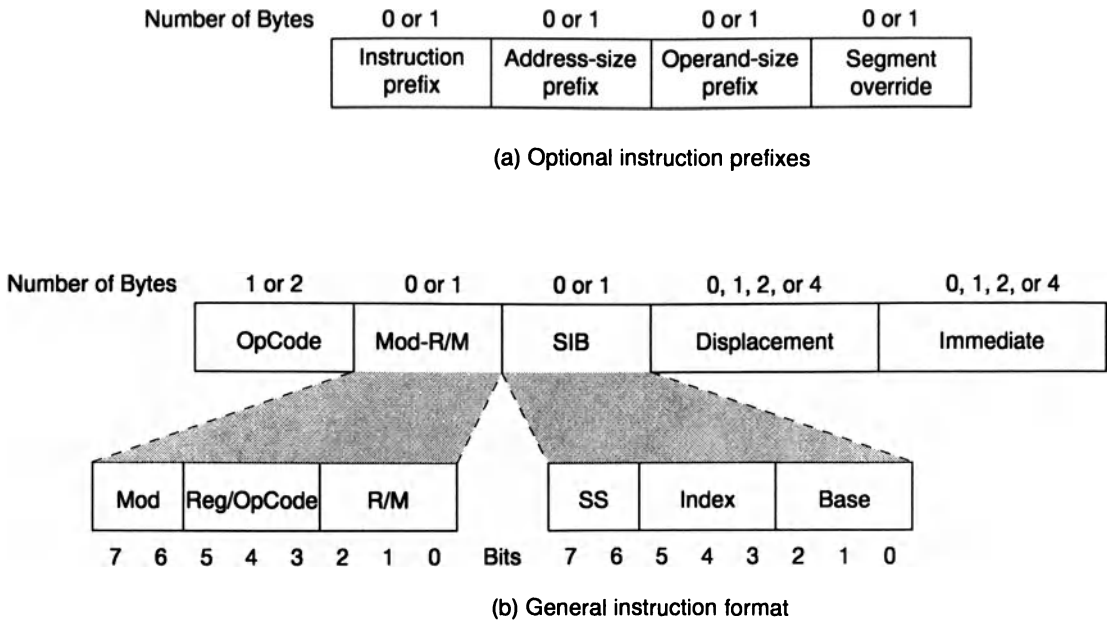 Number of Bytes 0 or 1 0 or 1 0 or 1 0 or 1
Instruction prefix Address-size prefix Operand-size prefix Segment override
(a) Optional instruction prefixes
Number of Bytes 1 or 2 0 or 1 0 or 1 0, 1, 2, or 4 0, 1, 2, or 4
OpCode Mod-R/M SIB Displacement Immediate
Mod Reg/OpCode R/M SS Index Base
7 6 5 4 3 2 1 0 Bits 7 6 5 4 3 2 1 0
(b) General instruction format